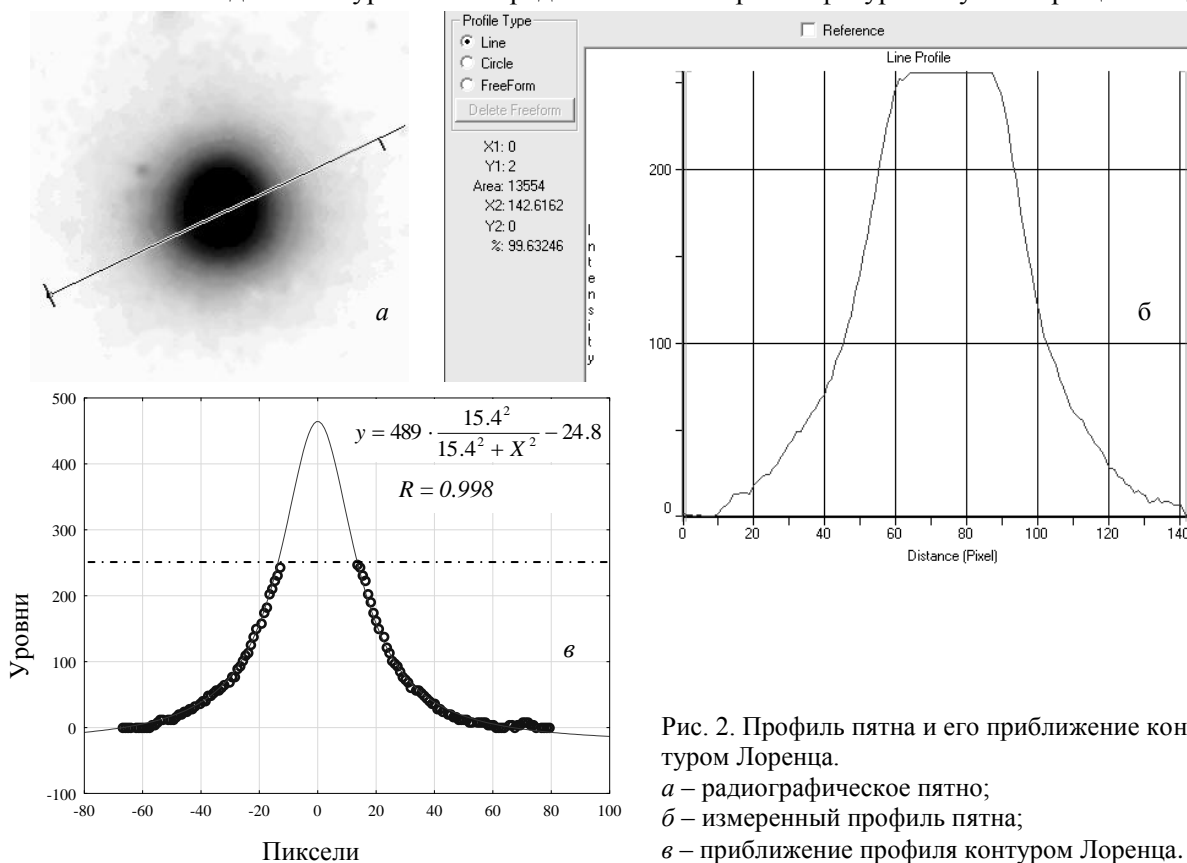 Profile Type
Line
Circle
FreeForm
Delete Freeform
X1: 0
Y1: 2
Area: 13554
X2: 142.6162
Y2: 0
%: 99.63246
Reference
Line Profile
Intensity
200
100
0
0 20 40 60 80 100 120 140
Distance (Pixel)
а
б
500
400
300
200
100
0
-100
-80 -60 -40 -20 0 20 40 60 80 100
y = 489 · 15.4² / (15.4² + X²) − 24.8
R = 0.998
в
Уровни
Пиксели
Рис. 2. Профиль пятна и его приближение кон
туром Лоренца.
а – радиографическое пятно;
б – измеренный профиль пятна;
в – приближение профиля контуром Лоренца.